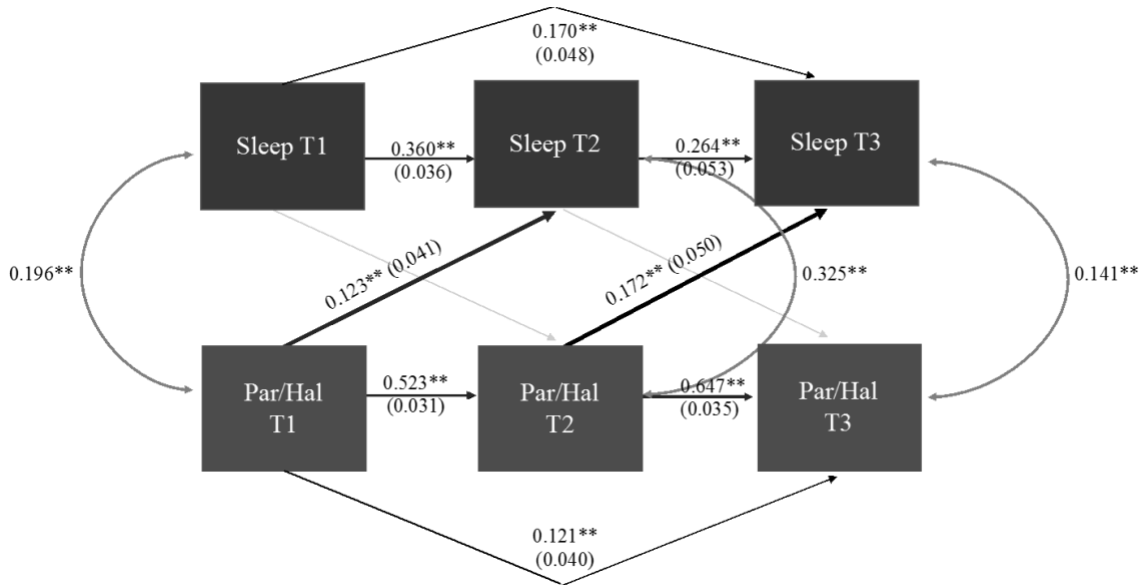 0.170**
(0.048)
Sleep T1
0.360**
(0.036)
Sleep T2
0.264**
(0.053)
Sleep T3
0.196**
0.123** (0.041)
0.172** (0.050)
0.325**
0.141**
Par/Hal
T1
0.523**
(0.031)
Par/Hal
T2
0.647**
(0.035)
Par/Hal
T3
0.121**
(0.040)